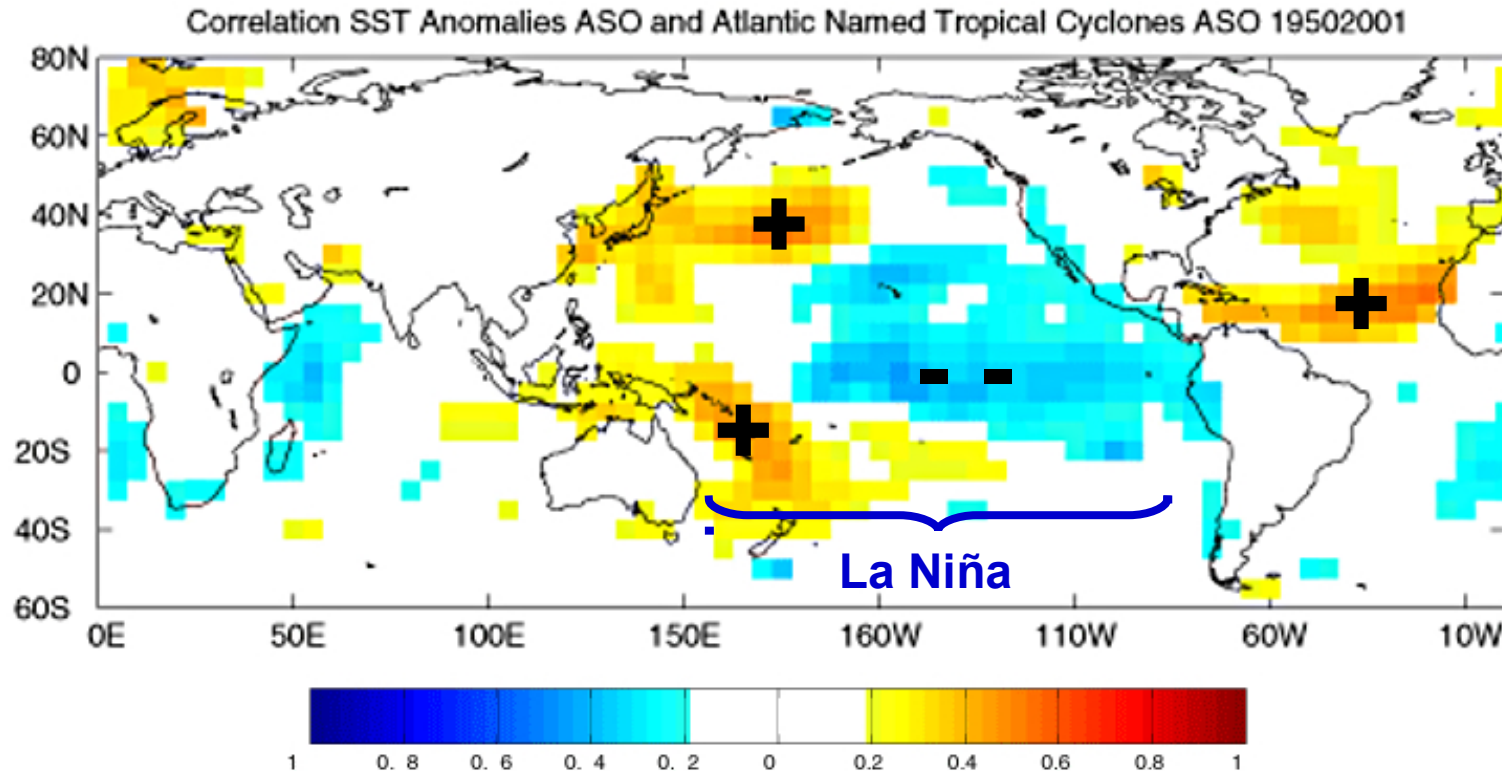 Correlation SST Anomalies ASO and Atlantic Named Tropical Cyclones ASO 19502001
80N
60N
40N
20N
0
20S
40S
60S
La Niña
0E 50E 100E 150E 160W 110W 60W 10W
1 0. 8 0. 6 0. 4 0. 2 0 0.2 0.4 0.6 0.8 1